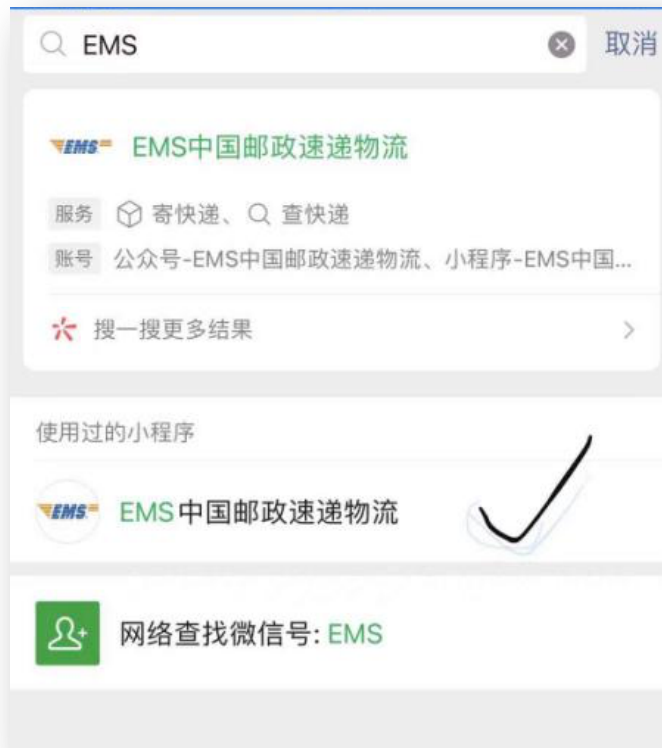 EMS
取消
EMS
EMS中国邮政速递物流
服务 寄快递、 查快递
账号 公众号-EMS中国邮政速递物流、小程序-EMS中国...
搜一搜更多结果
使用过的小程序
EMS
EMS中国邮政速递物流
网络查找微信号: EMS